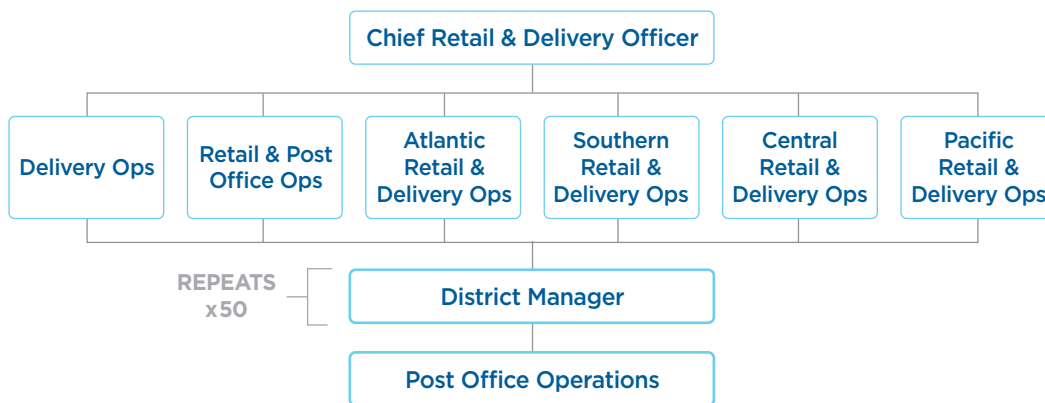 Chief Retail & Delivery Officer
Delivery Ops
Retail & Post
Office Ops
Atlantic
Retail &
Delivery Ops
Southern
Retail &
Delivery Ops
Central
Retail &
Delivery Ops
Pacific
Retail &
Delivery Ops
REPEATS
x50
District Manager
Post Office Operations